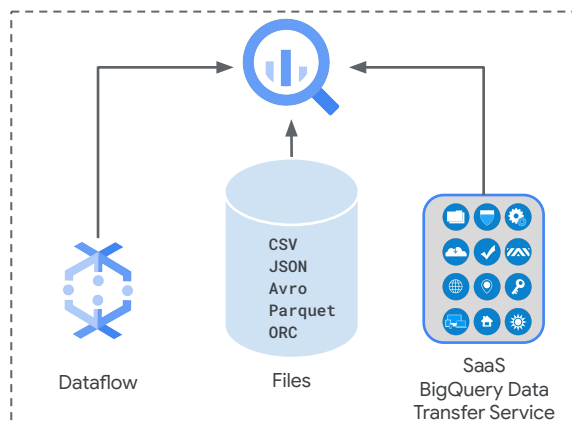 CSV
JSON
Avro
Parquet
ORC
Dataflow
Files
SaaS
BigQuery Data
Transfer Service